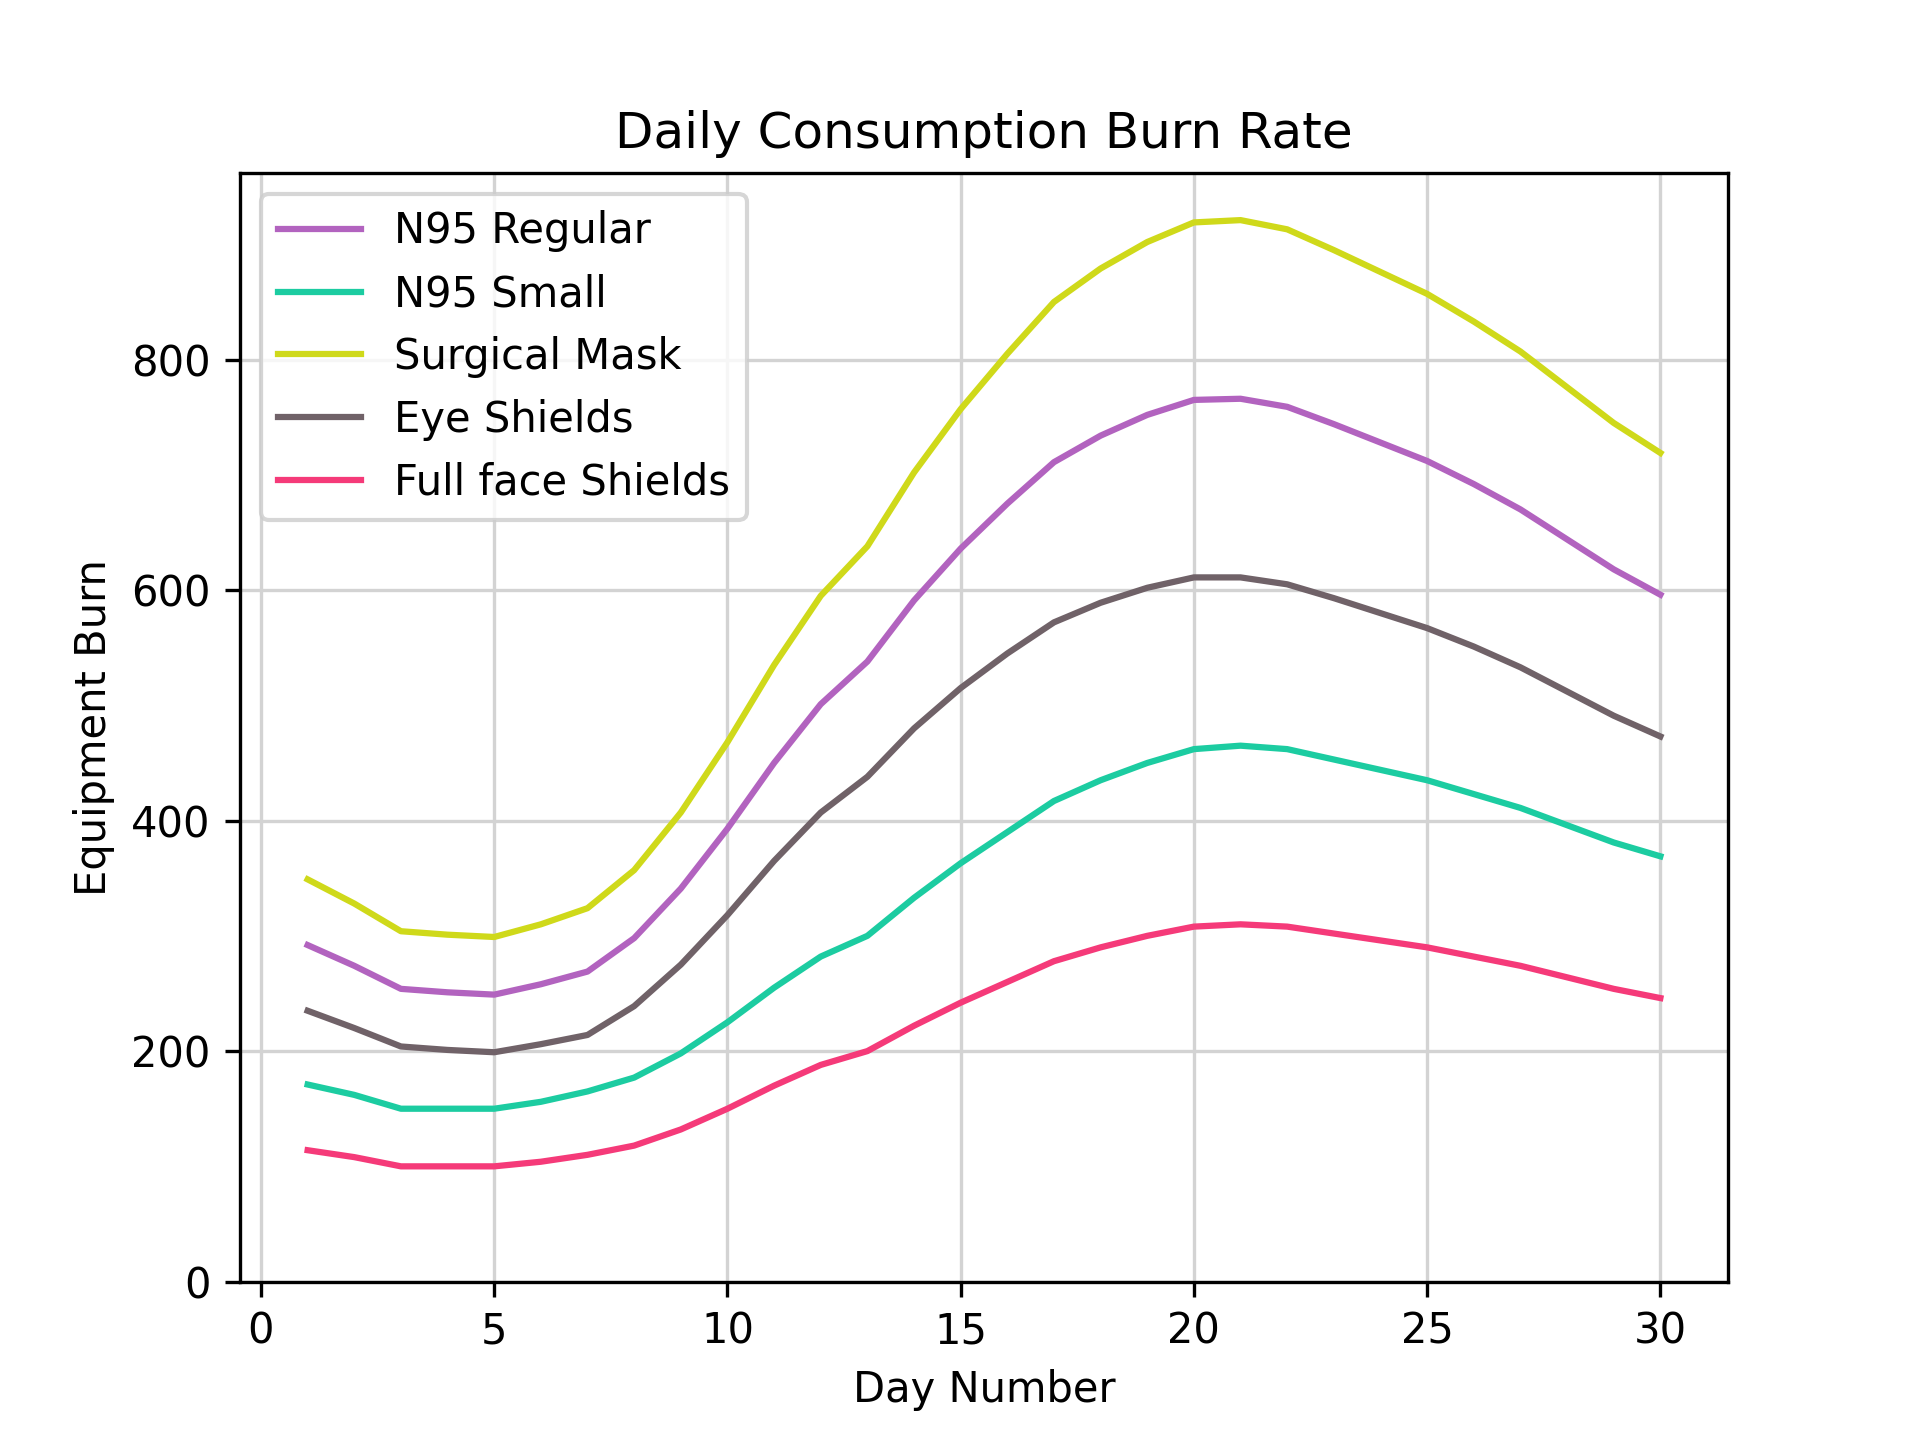 Daily Consumption Burn Rate
N95 Regular
N95 Small
Surgical Mask
Eye Shields
Full face Shields
Equipment Burn
800
600
400
200
0
0 5 10 15 20 25 30
Day Number